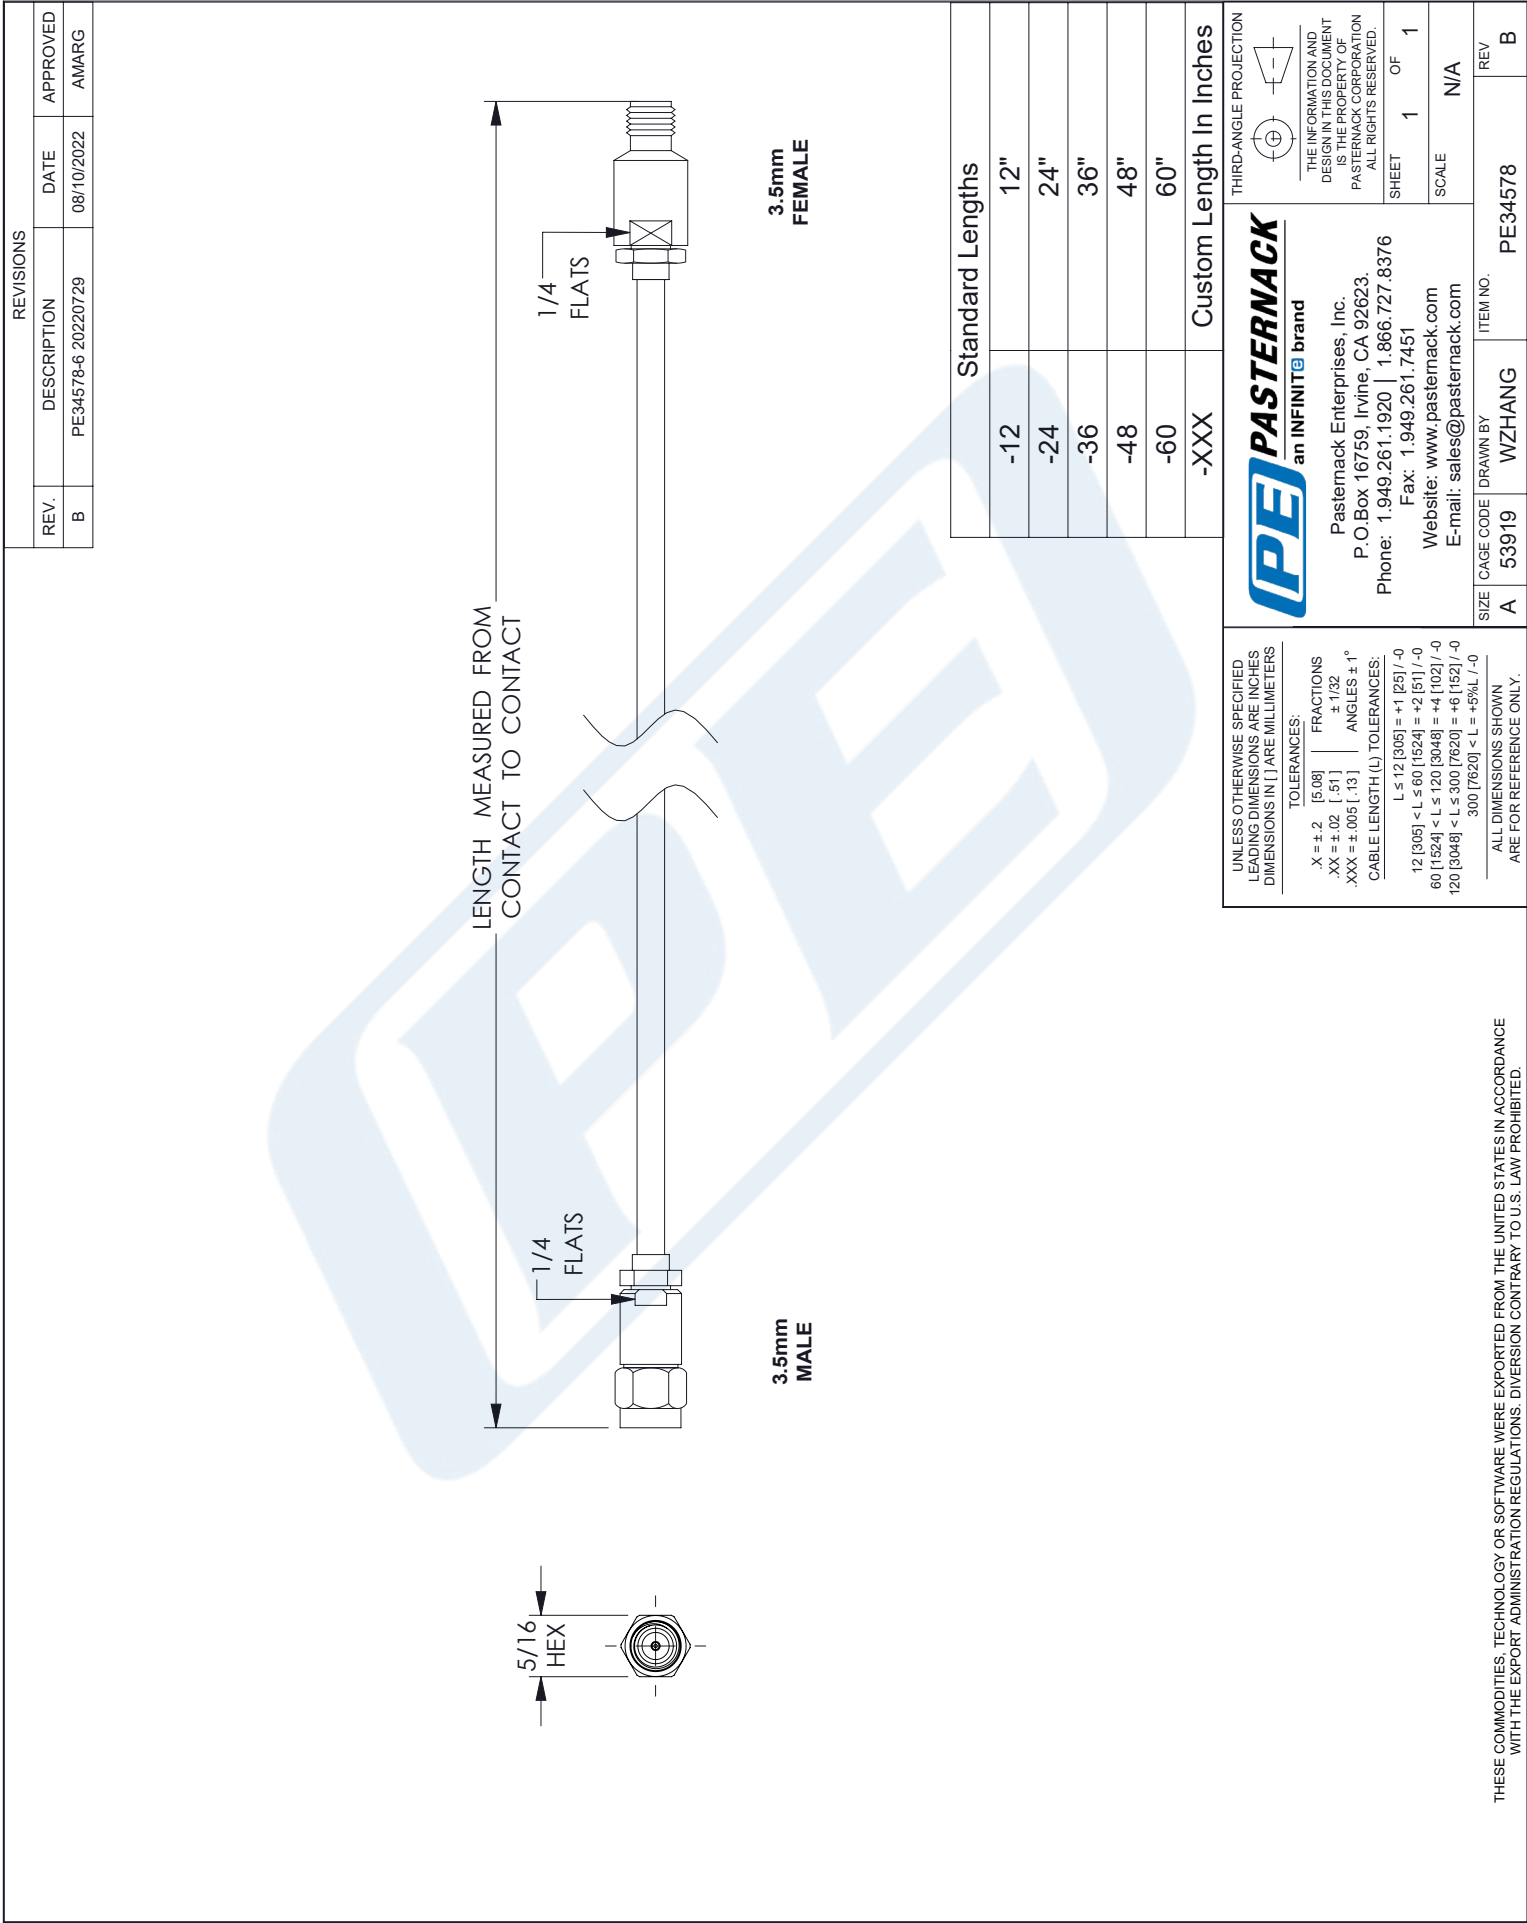 REVISIONS
REV. DESCRIPTION DATE APPROVED
B PE34578-6 20220729 08/10/2022 AMARG
LENGTH MEASURED FROM
CONTACT TO CONTACT
5/16
HEX
1/4
FLATS
1/4
FLATS
3.5mm
MALE
3.5mm
FEMALE
Standard Lengths
-12 12"
-24 24"
-36 36"
-48 48"
-60 60"
-XXX Custom Length In Inches
UNLESS OTHERWISE SPECIFIED
LEADING DIMENSIONS ARE INCHES
DIMENSIONS IN [ ] ARE MILLIMETERS
TOLERANCES:
.X = ±.2 [5.08] FRACTIONS
.XX = ±.02 [ .51 ] ± 1/32
.XXX = ±.005 [ .13 ] ANGLES ± 1°
CABLE LENGTH (L) TOLERANCES:
L ≤ 12 [305] = +1 [25] / -0
12 [305] < L ≤ 60 [1524] = +2 [51] / -0
60 [1524] < L ≤ 120 [3048] = +4 [102] / -0
120 [3048] < L ≤ 300 [7620] = +6 [152] / -0
300 [7620] < L = +5%L / -0
ALL DIMENSIONS SHOWN
ARE FOR REFERENCE ONLY.
PE PASTERNACK
an INFINITe brand
Pasternack Enterprises, Inc.
P.O.Box 16759, Irvine, CA 92623.
Phone: 1.949.261.1920 | 1.866.727.8376
Fax: 1.949.261.7451
Website: www.pasternack.com
E-mail: sales@pasternack.com
THIRD-ANGLE PROJECTION
THE INFORMATION AND
DESIGN IN THIS DOCUMENT
IS THE PROPERTY OF
PASTERNACK CORPORATION
ALL RIGHTS RESERVED.
SHEET 1 OF 1
SCALE N/A
SIZE A
CAGE CODE 53919
DRAWN BY WZHANG
ITEM NO. PE34578
REV B
THESE COMMODITIES, TECHNOLOGY OR SOFTWARE WERE EXPORTED FROM THE UNITED STATES IN ACCORDANCE
WITH THE EXPORT ADMINISTRATION REGULATIONS. DIVERSION CONTRARY TO U.S. LAW PROHIBITED.
PE